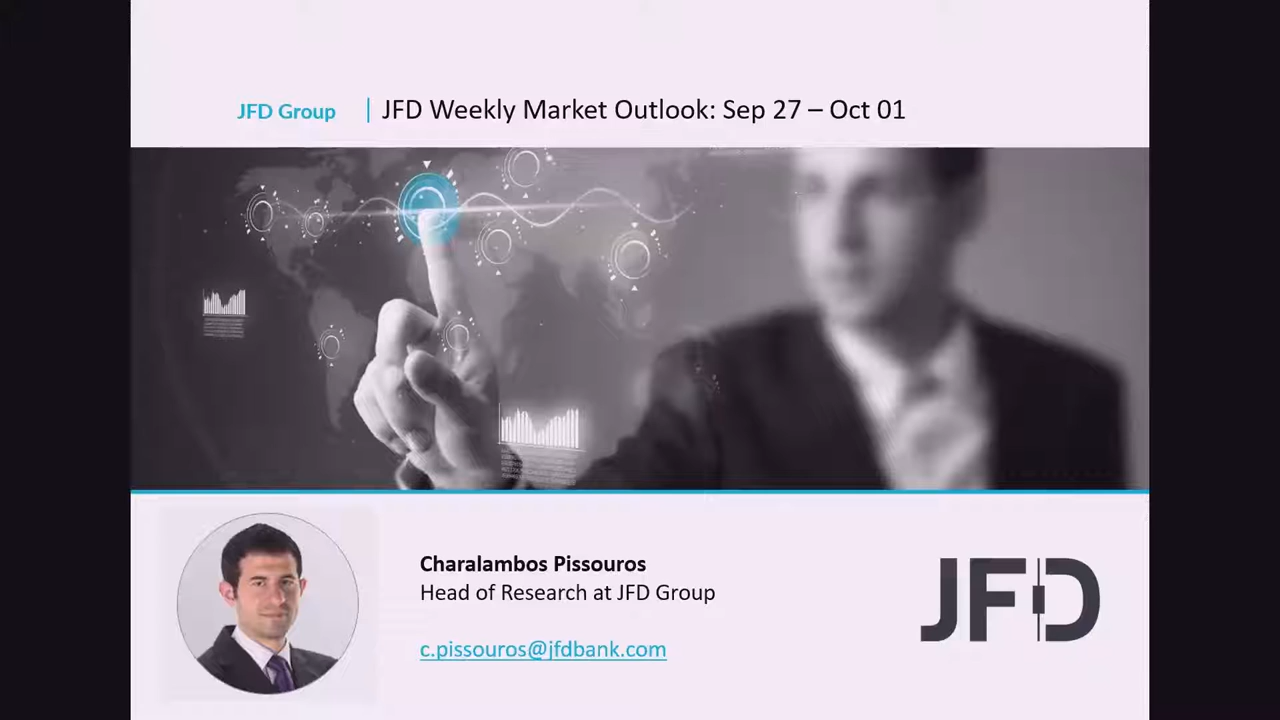 JFD Group
JFD Weekly Market Outlook: Sep 27 – Oct 01
Charalambos Pissouros
Head of Research at JFD Group
c.pissouros@jfdbank.com
JFD